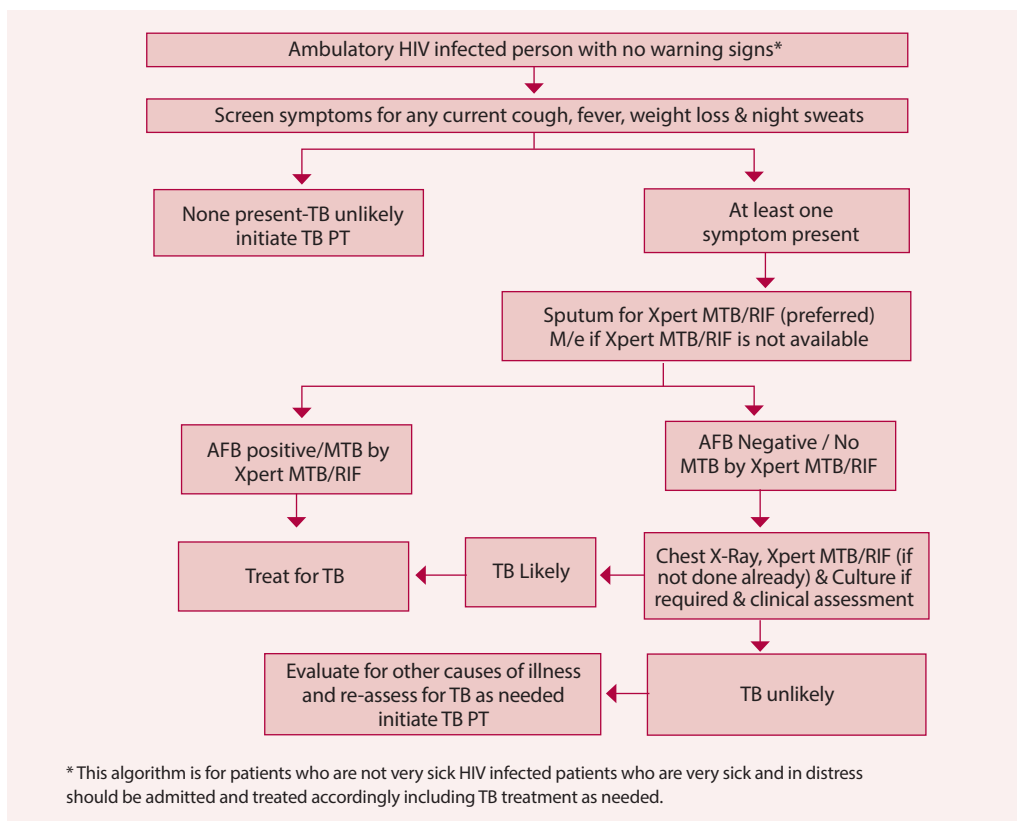 Ambulatory HIV infected person with no warning signs*
Screen symptoms for any current cough, fever, weight loss & night sweats
None present-TB unlikely
initiate TB PT
At least one
symptom present
Sputum for Xpert MTB/RIF (preferred)
M/e if Xpert MTB/RIF is not available
AFB positive/MTB by
Xpert MTB/RIF
AFB Negative / No
MTB by Xpert MTB/RIF
Treat for TB
TB Likely
Chest X-Ray, Xpert MTB/RIF (if
not done already) & Culture if
required & clinical assessment
Evaluate for other causes of illness
and re-assess for TB as needed
initiate TB PT
TB unlikely
* This algorithm is for patients who are not very sick HIV infected patients who are very sick and in distress
should be admitted and treated accordingly including TB treatment as needed.